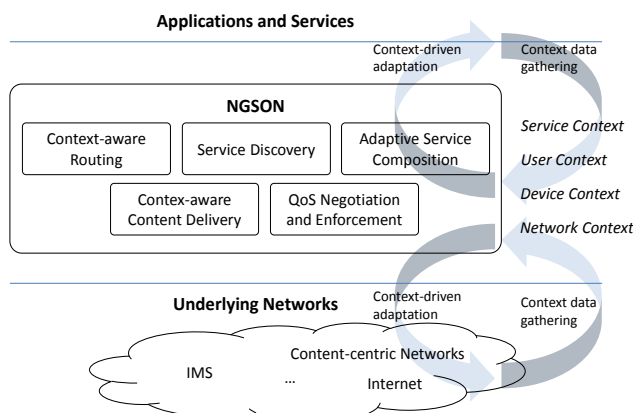 Applications and Services
Context-driven
adaptation
Context data
gathering
NGSON
Context-aware
Routing
Service Discovery
Adaptive Service
Composition
Contex-aware
Content Delivery
QoS Negotiation
and Enforcement
Service Context
User Context
Device Context
Network Context
Underlying Networks
Context-driven
adaptation
Context data
gathering
Content-centric Networks
IMS
...
Internet